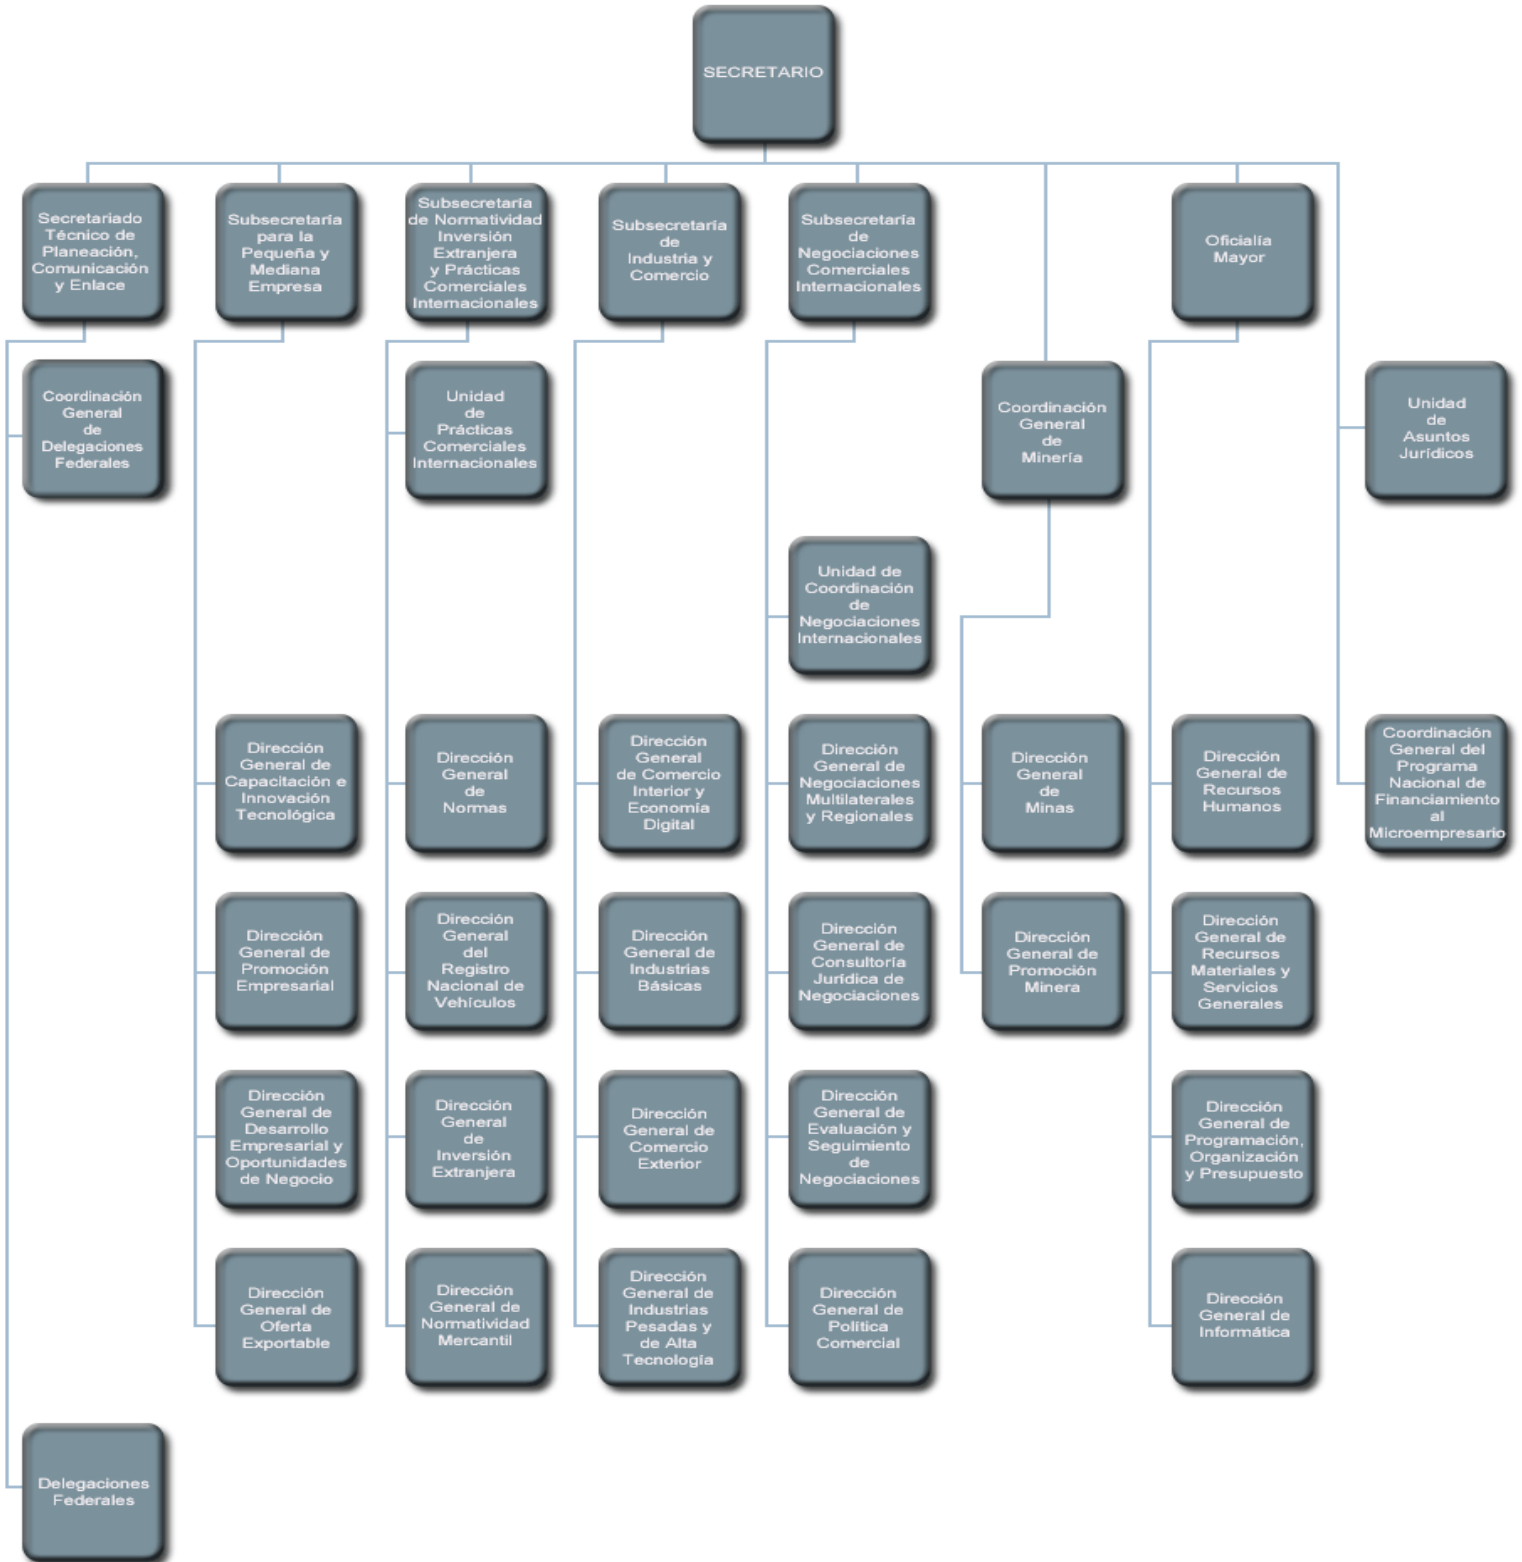 SECRETARIO
Secretariado
Técnico de
Planeación,
Comunicación
y Enlace
Subsecretaría
para la
Pequeña y
Mediana
Empresa
Subsecretaría
de Normatividad
Inversión
Extranjera
y Prácticas
Comerciales
Internacionales
Subsecretaría
de
Industria y
Comercio
Subsecretaría
de
Negociaciones
Comerciales
Internacionales
Oficialía
Mayor
Coordinación
General
de
Delegaciones
Federales
Unidad
de
Prácticas
Comerciales
Internacionales
Coordinación
General
de
Minería
Unidad
de
Asuntos
Jurídicos
Unidad de
Coordinación
de
Negociaciones
Internacionales
Dirección
General de
Capacitación e
Innovación
Tecnológica
Dirección
General
de
Normas
Dirección
General
de Comercio
Interior y
Economía
Digital
Dirección
General de
Negociaciones
Multilaterales
y Regionales
Dirección
General
de
Minas
Dirección
General de
Recursos
Humanos
Coordinación
General del
Programa
Nacional de
Financiamiento
al
Microempresario
Dirección
General de
Promoción
Empresarial
Dirección
General
del
Registro
Nacional de
Vehículos
Dirección
General de
Industrias
Básicas
Dirección
General de
Consultoría
Jurídica de
Negociaciones
Dirección
General de
Promoción
Minera
Dirección
General de
Recursos
Materiales y
Servicios
Generales
Dirección
General de
Desarrollo
Empresarial y
Oportunidades
de Negocio
Dirección
General
de
Inversión
Extranjera
Dirección
General de
Comercio
Exterior
Dirección
General de
Evaluación y
Seguimiento
de
Negociaciones
Dirección
General de
Programación,
Organización
y Presupuesto
Dirección
General de
Oferta
Exportable
Dirección
General de
Normatividad
Mercantil
Dirección
General de
Industrias
Pesadas y
de Alta
Tecnología
Dirección
General de
Política
Comercial
Dirección
General de
Informática
Delegaciones
Federales